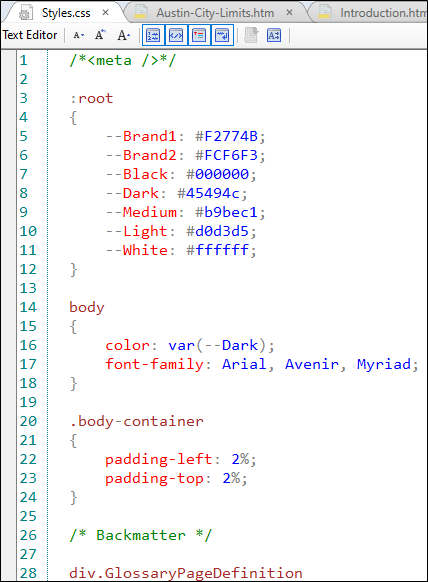 Styles.css × Austin-City-Limits.htm × Introduction.htm
Text Editor A A A
1 /*<meta />*/
2
3 :root
4 {
5 --Brand1: #F2774B;
6 --Brand2: #FCF6F3;
7 --Black: #000000;
8 --Dark: #45494c;
9 --Medium: #b9bec1;
10 --Light: #d0d3d5;
11 --White: #ffffff;
12 }
13
14 body
15 {
16 color: var(--Dark);
17 font-family: Arial, Avenir, Myriad;
18 }
19
20 .body-container
21 {
22 padding-left: 2%;
23 padding-top: 2%;
24 }
25
26 /* Backmatter */
27
28 div.GlossaryPageDefinition